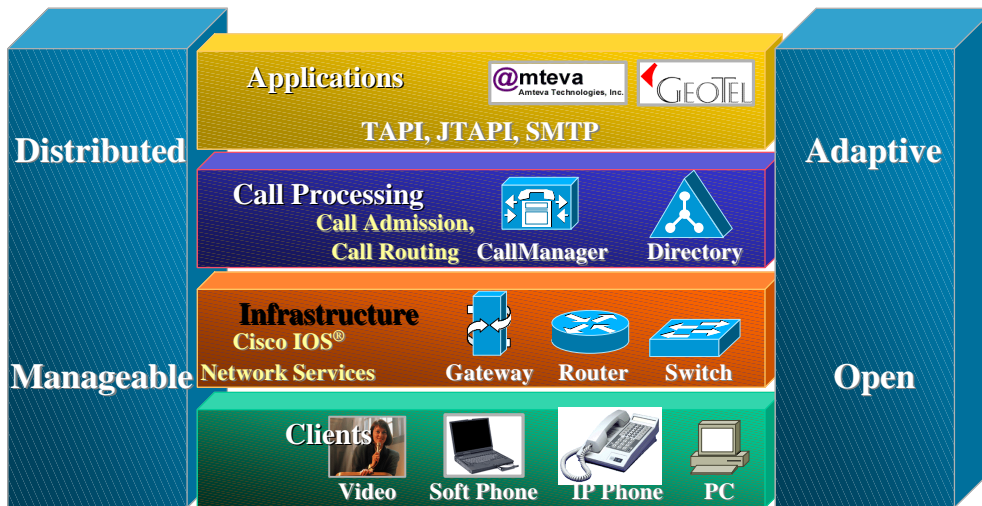 Distributed
Manageable
Applications
@mteva
Amteva Technologies, Inc.
GEOTEL
TAPI, JTAPI, SMTP
Call Processing
Call Admission,
Call Routing
CallManager
Directory
Infrastructure
Cisco IOS®
Network Services
Gateway
Router
Switch
Clients
Video
Soft Phone
IP Phone
PC
Adaptive
Open